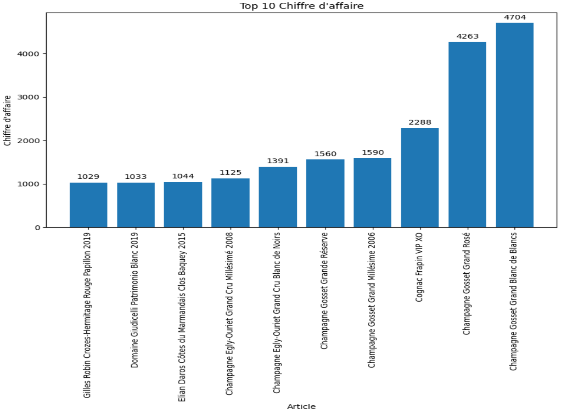 Top 10 Chiffre d'affaire
Chiffre d'affaire
4000
3000
2000
1000
0
1029
1033
1044
1125
1391
1560
1590
2288
4263
4704
Gilles Robin Crozes-Hermitage Rouge Papillon 2019
Domaine Giudicelli Patrimonio Blanc 2019
Elian Daros Côtes du Marmandais Clos Baquey 2015
Champagne Egly-Ouriet Grand Cru Millésime 2008
Champagne Egly-Ouriet Grand Cru Blanc de Noirs
Champagne Gosset Grande Réserve
Champagne Gosset Grand Millésime 2006
Cognac Frapin VIP XO
Champagne Gosset Grand Rosé
Champagne Gosset Grand Blanc de Blancs
Article